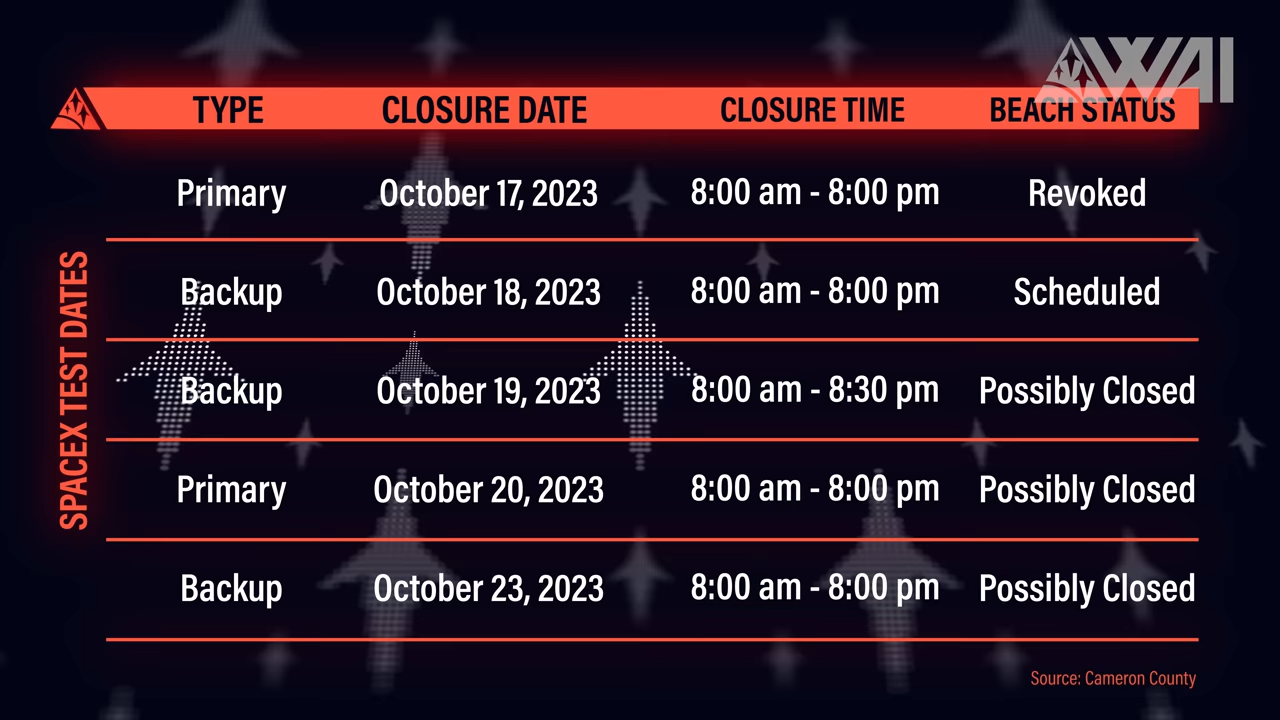 WAI
TYPE CLOSURE DATE CLOSURE TIME BEACH STATUS
Primary October 17, 2023 8:00 am - 8:00 pm Revoked
Backup October 18, 2023 8:00 am - 8:00 pm Scheduled
Backup October 19, 2023 8:00 am - 8:30 pm Possibly Closed
Primary October 20, 2023 8:00 am - 8:00 pm Possibly Closed
Backup October 23, 2023 8:00 am - 8:00 pm Possibly Closed
SPACEX TEST DATES
Source: Cameron County